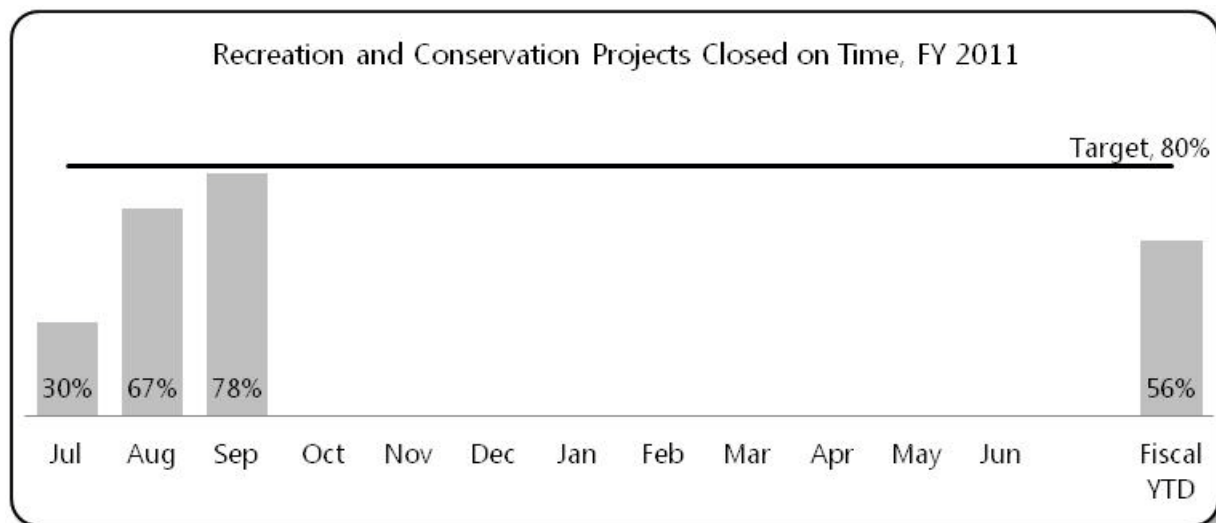 Recreation and Conservation Projects Closed on Time, FY 2011
Target, 80%
30% 67% 78% 56%
Jul Aug Sep Oct Nov Dec Jan Feb Mar Apr May Jun Fiscal
YTD